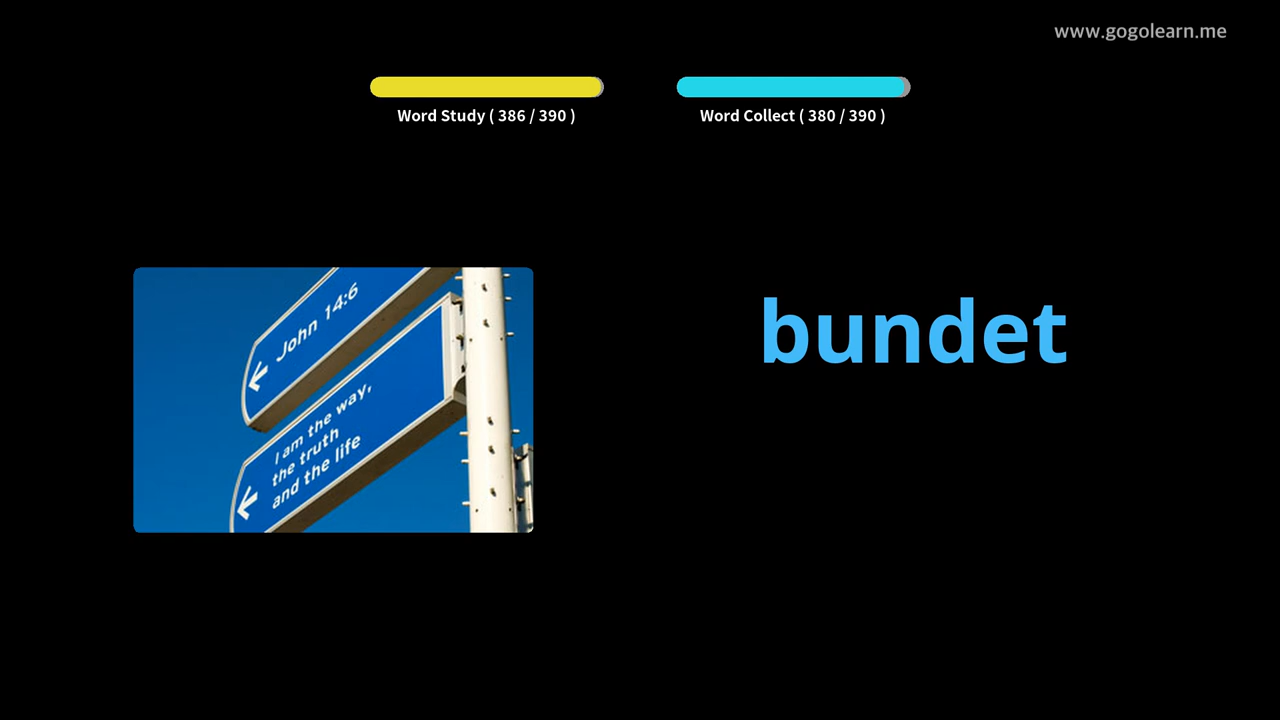 www.gogolearn.me
Word Study ( 386 / 390 )
Word Collect ( 380 / 390 )
John 14:6
I am the way,
the truth
and the life
bundet